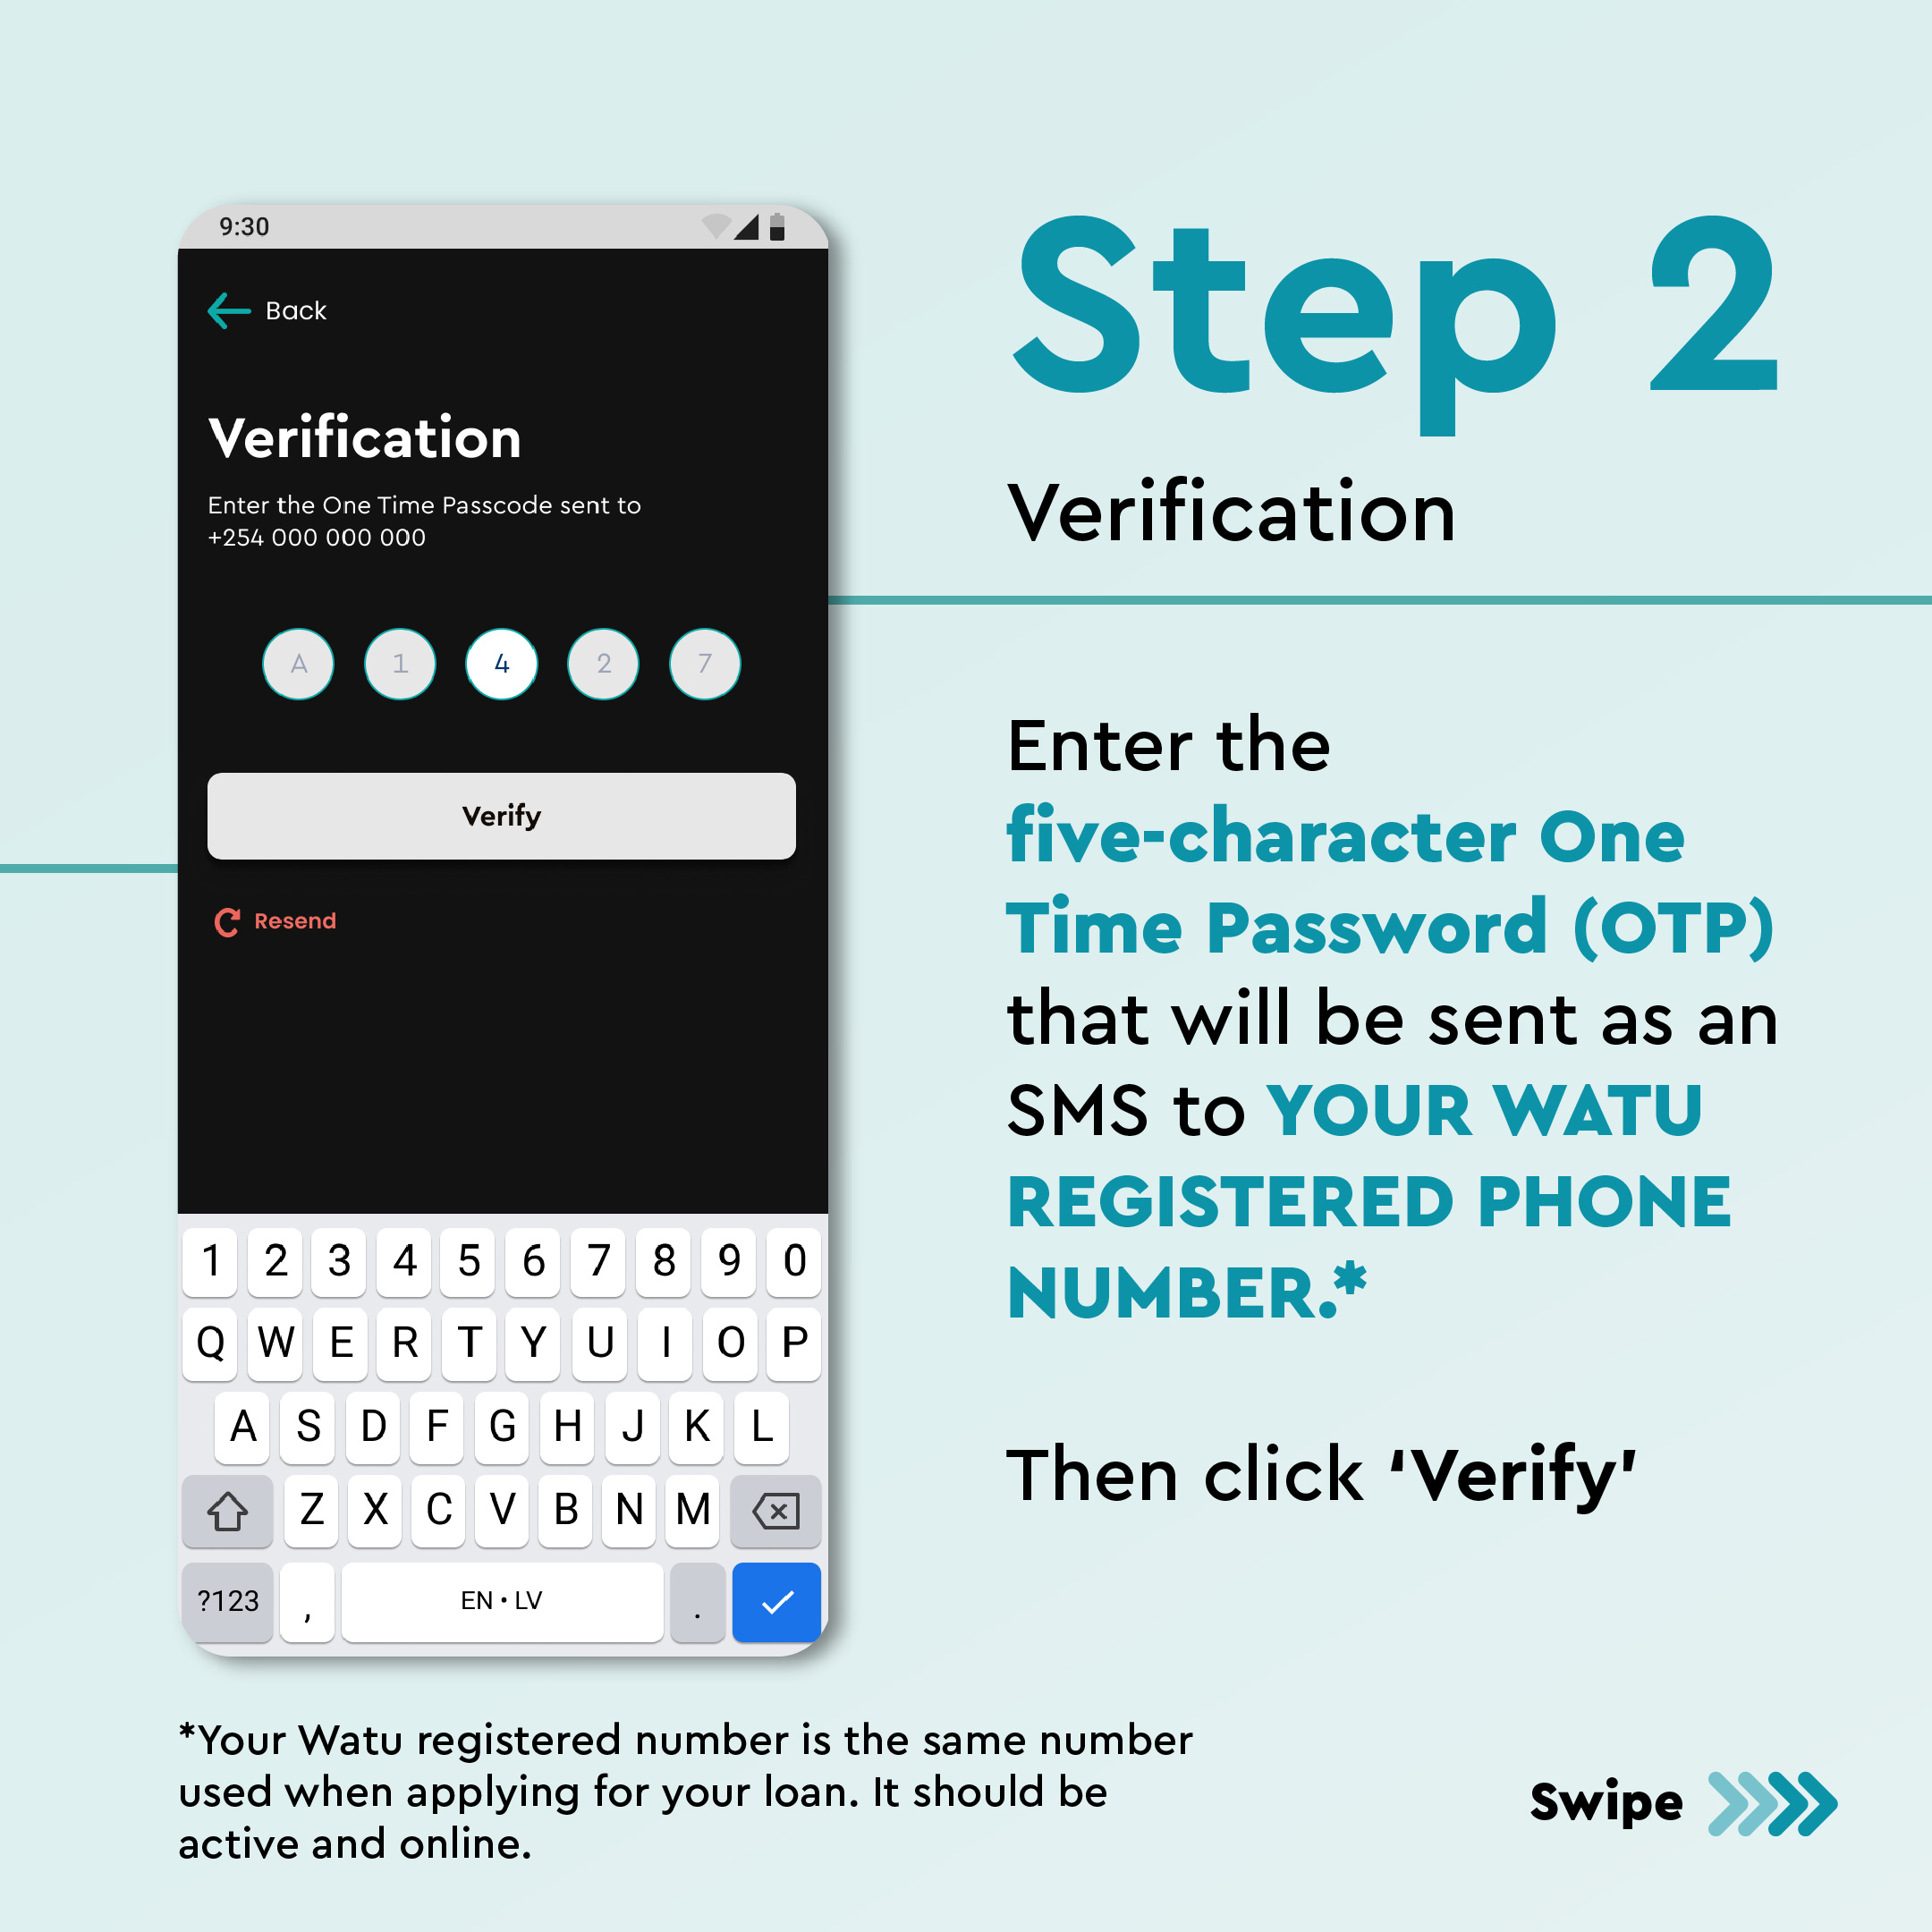 9:30
Back
Verification
Enter the One Time Passcode sent to
+254 000 000 000
A 1 4 2 7
Verify
Resend
1 2 3 4 5 6 7 8 9 0
Q W E R T Y U I O P
A S D F G H J K L
Z X C V B N M
?123 , EN • LV .
Step 2
Verification
Enter the
five-character One
Time Password (OTP)
that will be sent as an
SMS to YOUR WATU
REGISTERED PHONE
NUMBER.*
Then click ‘Verify’
*Your Watu registered number is the same number
used when applying for your loan. It should be
active and online.
Swipe